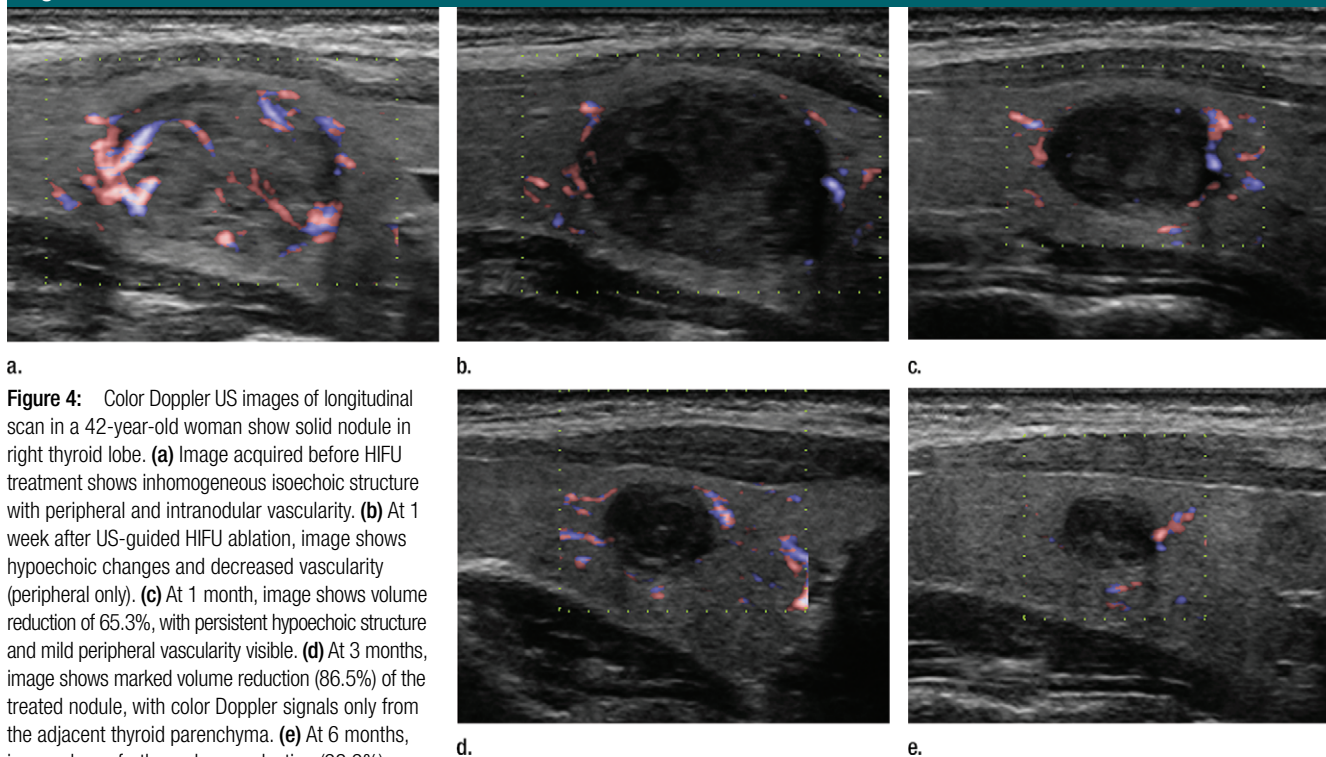 a.
b.
c.
Figure 4: Color Doppler US images of longitudinal
scan in a 42-year-old woman show solid nodule in
right thyroid lobe. (a) Image acquired before HIFU
treatment shows inhomogeneous isoechoic structure
with peripheral and intranodular vascularity. (b) At 1
week after US-guided HIFU ablation, image shows
hypoechoic changes and decreased vascularity
(peripheral only). (c) At 1 month, image shows volume
reduction of 65.3%, with persistent hypoechoic structure
and mild peripheral vascularity visible. (d) At 3 months,
image shows marked volume reduction (86.5%) of the
treated nodule, with color Doppler signals only from
the adjacent thyroid parenchyma. (e) At 6 months,
d.
e.